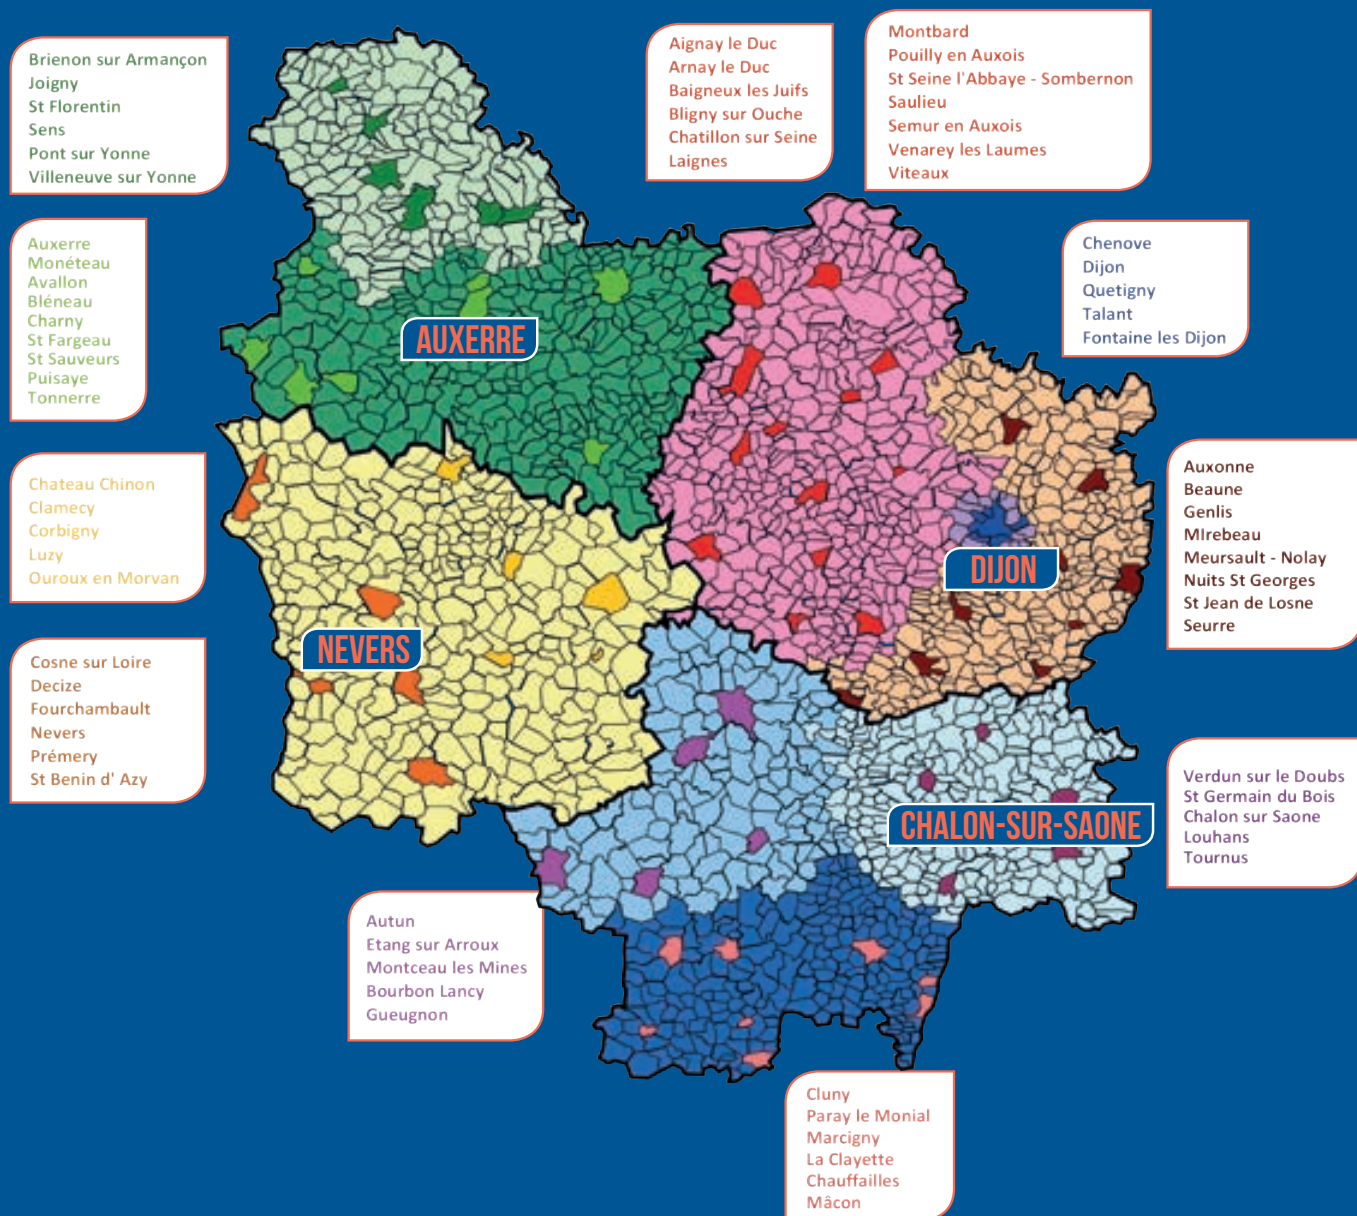 Brienon sur Armançon
Joigny
St Florentin
Sens
Pont sur Yonne
Villeneuve sur Yonne
Aignay le Duc
Arnay le Duc
Baigneux les Juifs
Bligny sur Ouche
Chatillon sur Seine
Laignes
Montbard
Pouilly en Auxois
St Seine l'Abbaye - Sombernon
Saulieu
Semur en Auxois
Venarey les Laumes
Viteaux
Auxerre
Monéteau
Avallon
Bléneau
Charny
St Fargeau
St Sauveurs
Puisaye
Tonnerre
Chenove
Dijon
Quetigny
Talant
Fontaine les Dijon
AUXERRE
Chateau Chinon
Clamecy
Corbigny
Luzy
Ouroux en Morvan
Auxonne
Beaune
Genlis
MIrebeau
Meursault - Nolay
Nuits St Georges
St Jean de Losne
Seurre
DIJON
NEVERS
Cosne sur Loire
Decize
Fourchambault
Nevers
Prémery
St Benin d' Azy
Verdun sur le Doubs
St Germain du Bois
Chalon sur Saone
Louhans
Tournus
CHALON-SUR-SAONE
Autun
Etang sur Arroux
Montceau les Mines
Bourbon Lancy
Gueugnon
Cluny
Paray le Monial
Marcigny
La Clayette
Chauffailles
Mâcon